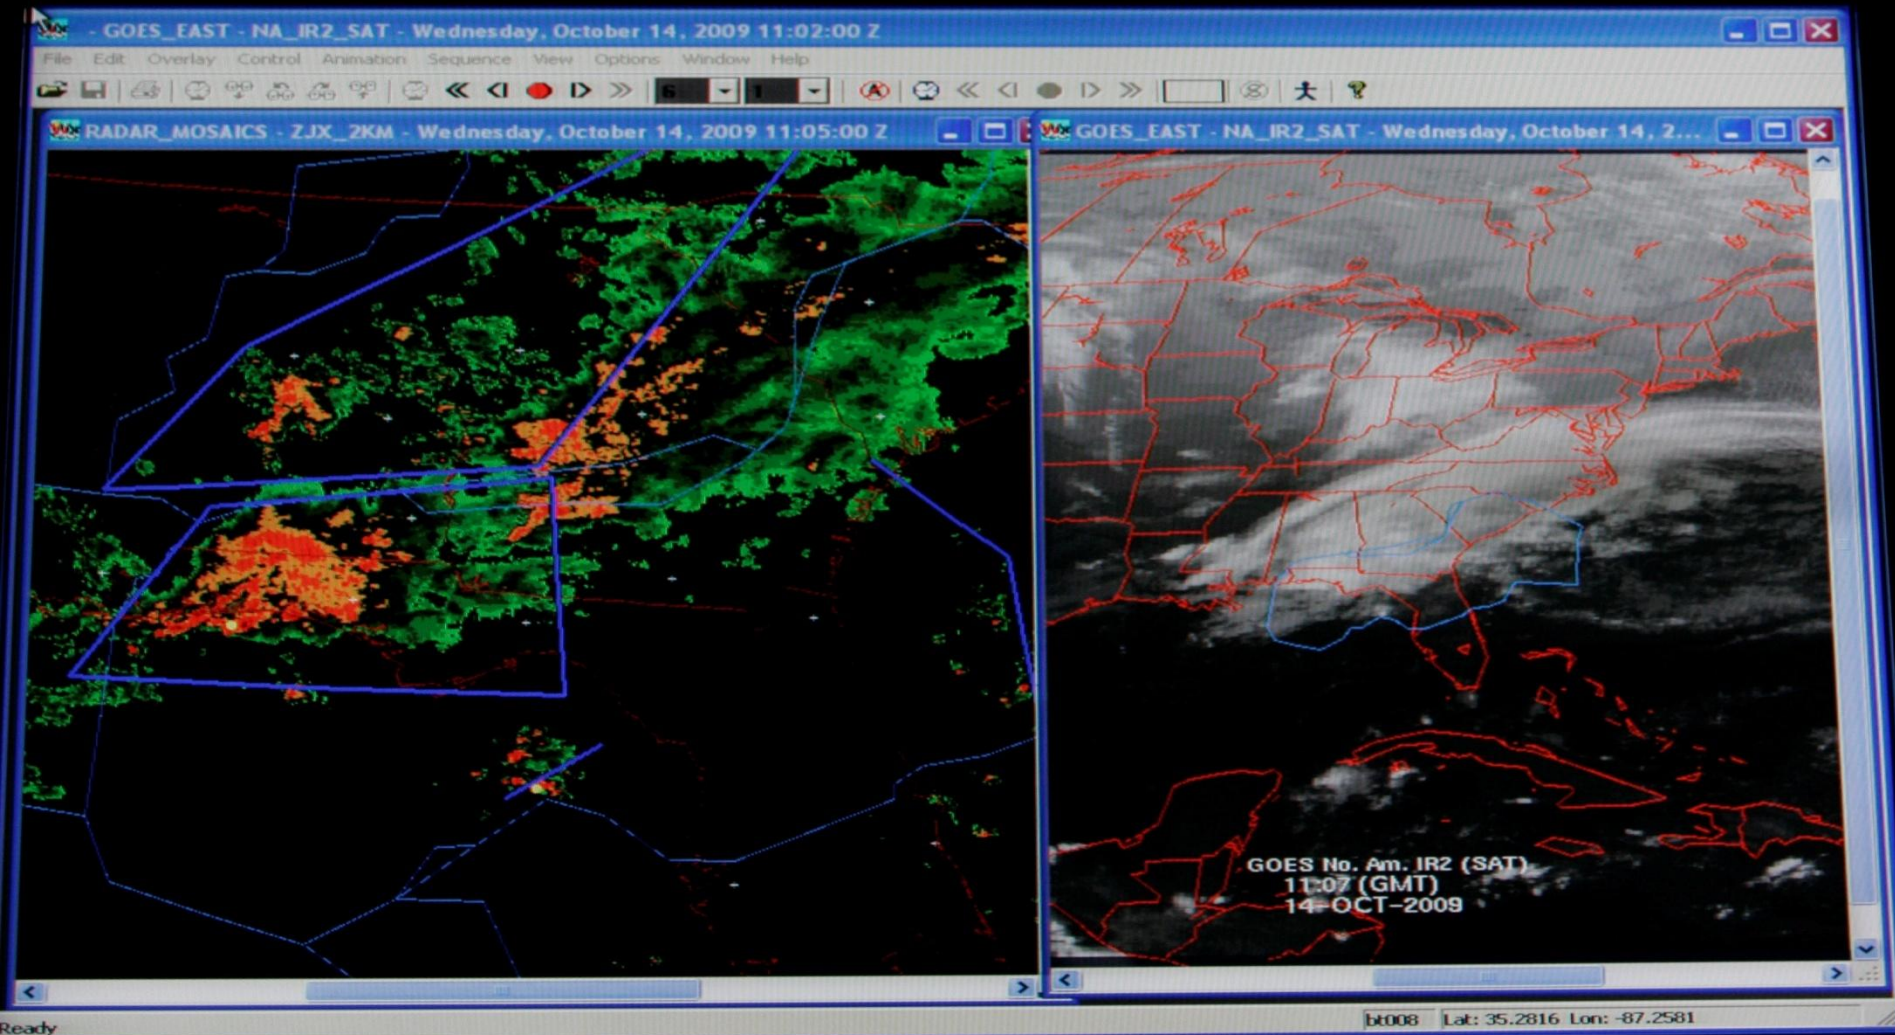 - GOES_EAST - NA_IR2_SAT - Wednesday, October 14, 2009 11:02:00 Z
File Edit Overlay Control Animation Sequence View Options Window Help
6 1
RADAR_MOSAICS - ZJX_2KM - Wednesday, October 14, 2009 11:05:00 Z
GOES_EAST - NA_IR2_SAT - Wednesday, October 14, 2...
GOES No. Am. IR2 (SAT)
11:07 (GMT)
14-OCT-2009
Ready
bt008 Lat: 35.2816 Lon: -87.2581